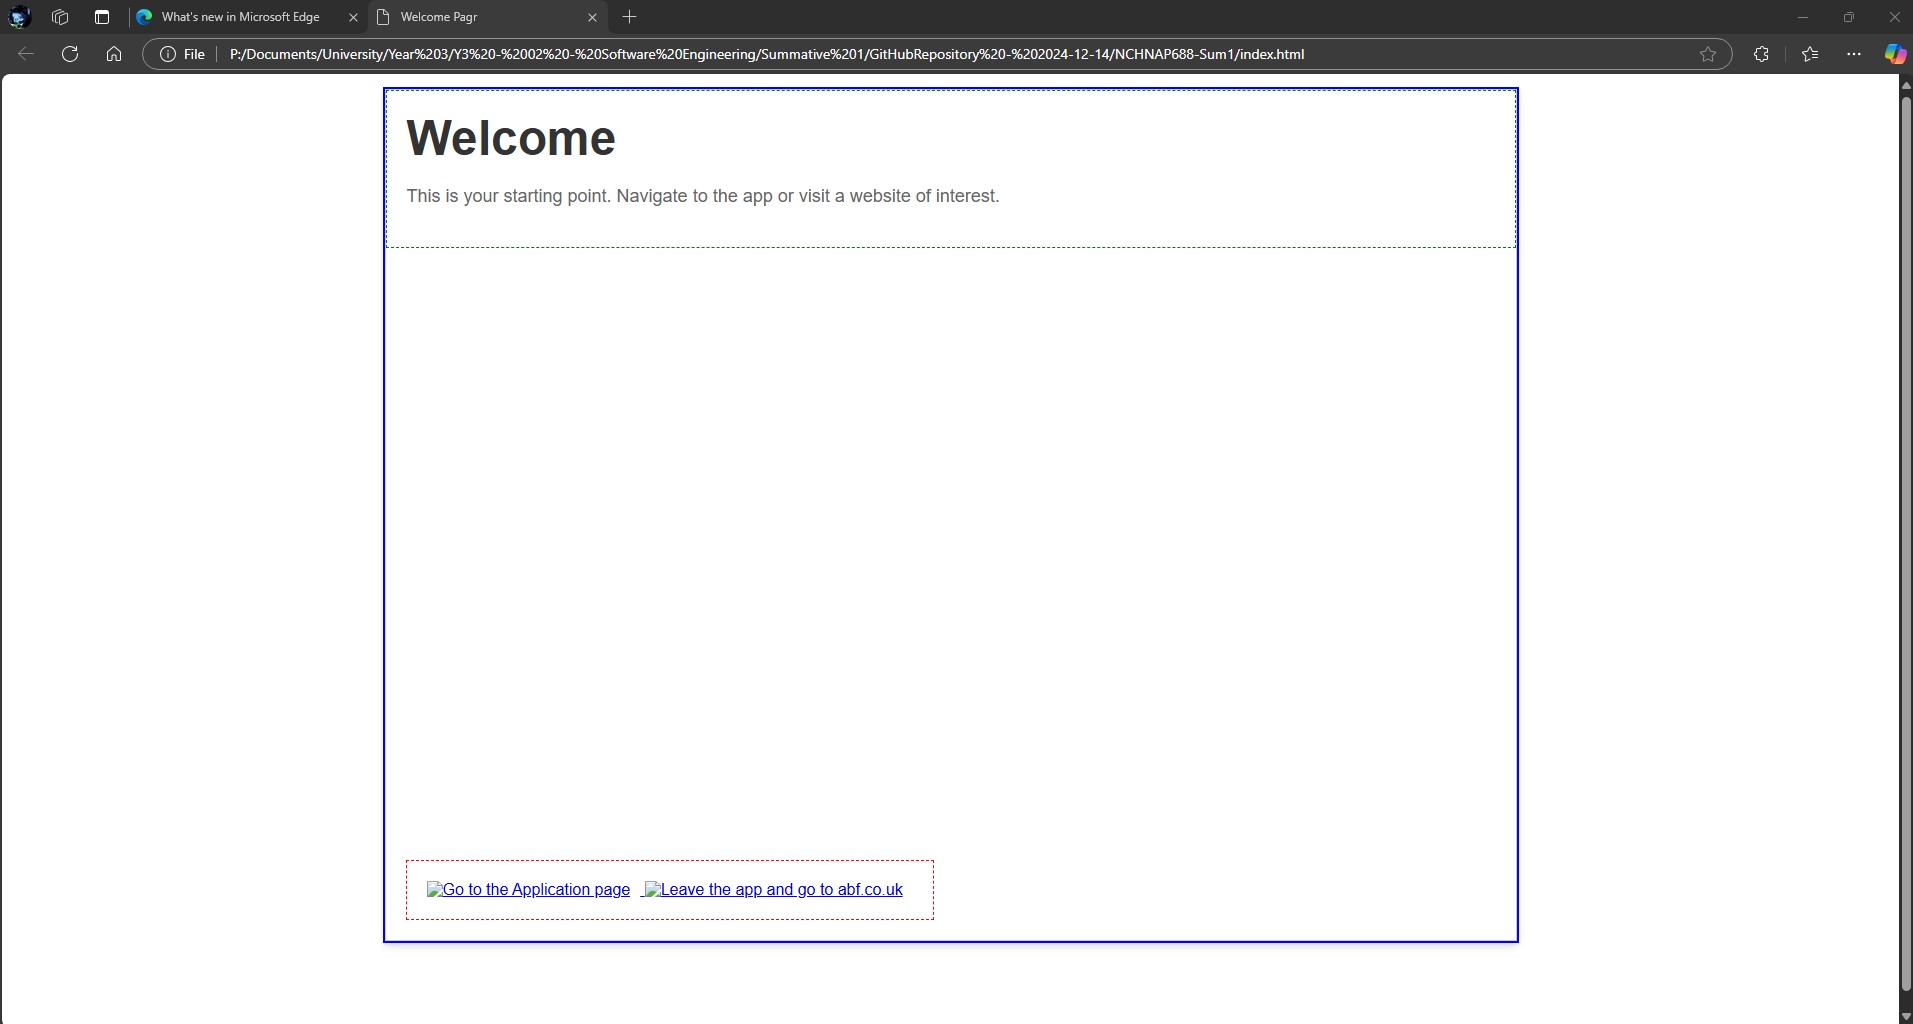 What's new in Microsoft Edge
Welcome Pagr
File
P:/Documents/University/Year%203/Y3%20-%2002%20-%20Software%20Engineering/Summative%201/GitHubRepository%20-%202024-12-14/NCHNAP688-Sum1/index.html
Welcome
This is your starting point. Navigate to the app or visit a website of interest.
Go to the Application page
Leave the app and go to abf.co.uk